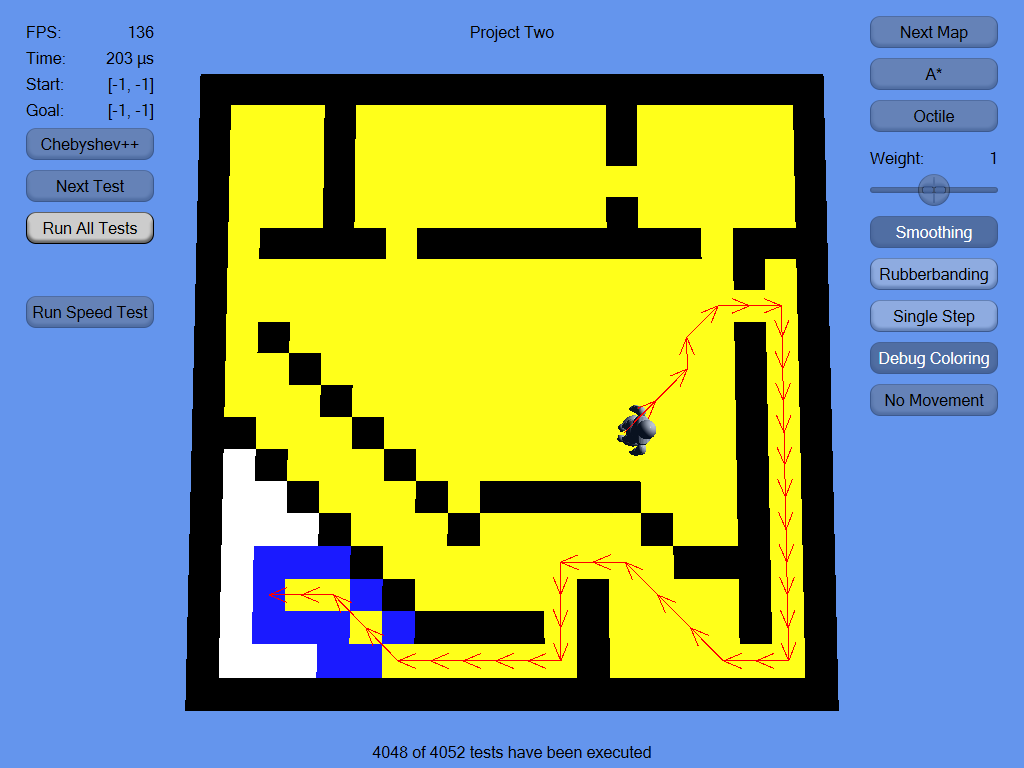 FPS: 136
Time: 203 µs
Start: [-1, -1]
Goal: [-1, -1]
Chebyshev++
Next Test
Run All Tests
Run Speed Test
Project Two
Next Map
A*
Octile
Weight: 1
Smoothing
Rubberbanding
Single Step
Debug Coloring
No Movement
4048 of 4052 tests have been executed